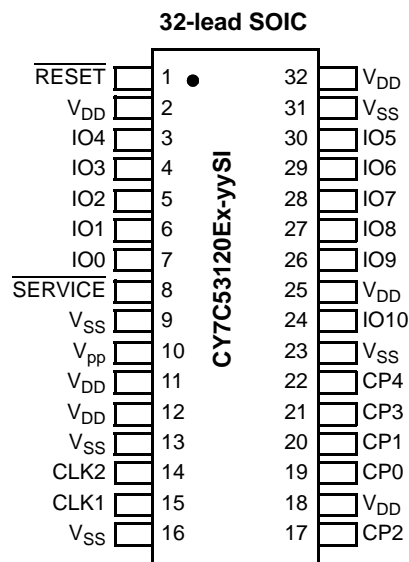 32-lead SOIC
CY7C53120Ex-yySI
RESET 1 32 VDD
VDD 2 31 VSS
IO4 3 30 IO5
IO3 4 29 IO6
IO2 5 28 IO7
IO1 6 27 IO8
IO0 7 26 IO9
SERVICE 8 25 VDD
VSS 9 24 IO10
Vpp 10 23 VSS
VDD 11 22 CP4
VDD 12 21 CP3
VSS 13 20 CP1
CLK2 14 19 CP0
CLK1 15 18 VDD
VSS 16 17 CP2